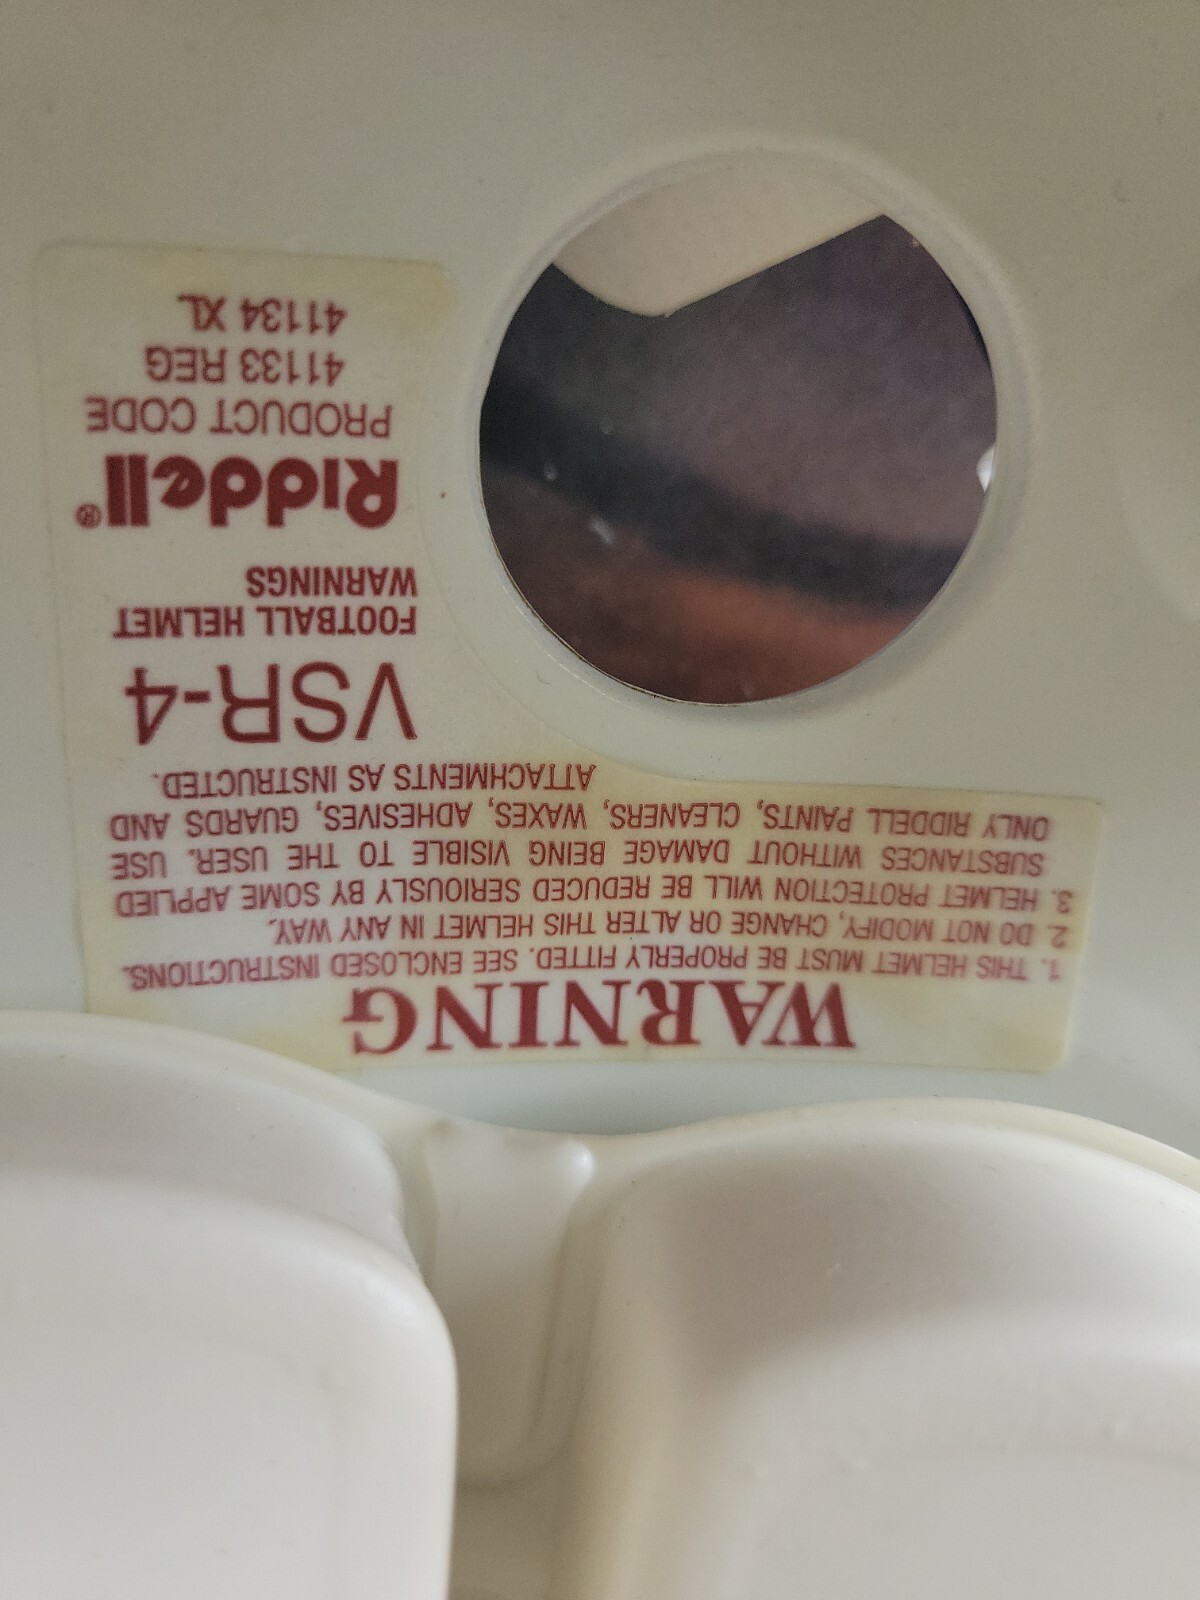 WARNING
1. THIS HELMET MUST BE PROPERLY FITTED. SEE ENCLOSED INSTRUCTIONS.
2. DO NOT MODIFY, CHANGE OR ALTER THIS HELMET IN ANY WAY.
3. HELMET PROTECTION WILL BE REDUCED SERIOUSLY BY SOME APPLIED
SUBSTANCES WITHOUT DAMAGE BEING VISIBLE TO THE USER. USE
ONLY RIDDELL PAINTS, CLEANERS, WAXES, ADHESIVES, GUARDS AND
ATTACHMENTS AS INSTRUCTED.
VSR-4
FOOTBALL HELMET
WARNINGS
Riddell®
PRODUCT CODE
41133 REG
41134 XL